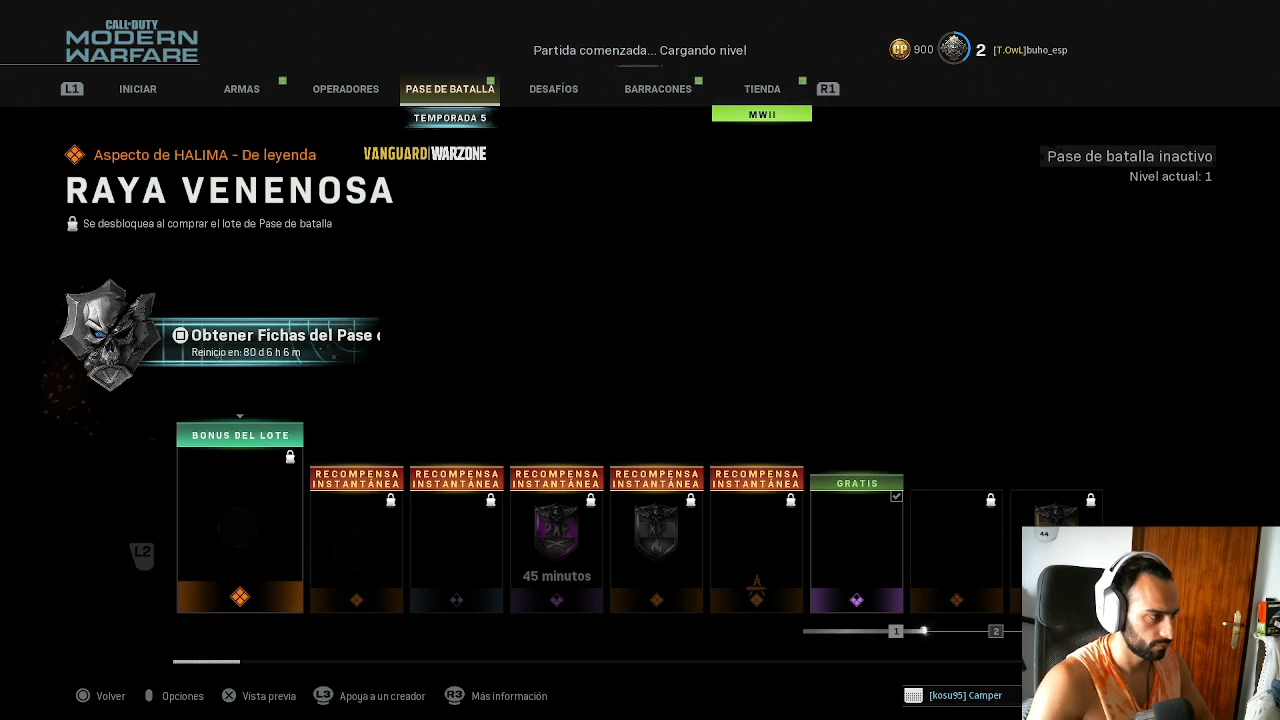 CALL OF DUTY
MODERN
WARFARE
Partida comenzada... Cargando nivel
CP 900
2 [T.OwL]buho_esp
L1 INICIAR ARMAS OPERADORES PASE DE BATALLA DESAFÍOS BARRACONES TIENDA R1
TEMPORADA 5
MWII
Aspecto de HALIMA - De leyenda
VANGUARD WARZONE
Pase de batalla inactivo
RAYA VENENOSA
Nivel actual: 1
Se desbloquea al comprar el lote de Pase de batalla
Obtener Fichas del Pase
Reinicio en: 80 d 6 h 6 m
BONUS DEL LOTE
RECOMPENSA INSTANTÁNEA
RECOMPENSA INSTANTÁNEA
RECOMPENSA INSTANTÁNEA
RECOMPENSA INSTANTÁNEA
RECOMPENSA INSTANTÁNEA
GRATIS
L2
45 minutos
1 2
Volver Opciones Vista previa L3 Apoya a un creador R3 Más información
[kosu95] Camper